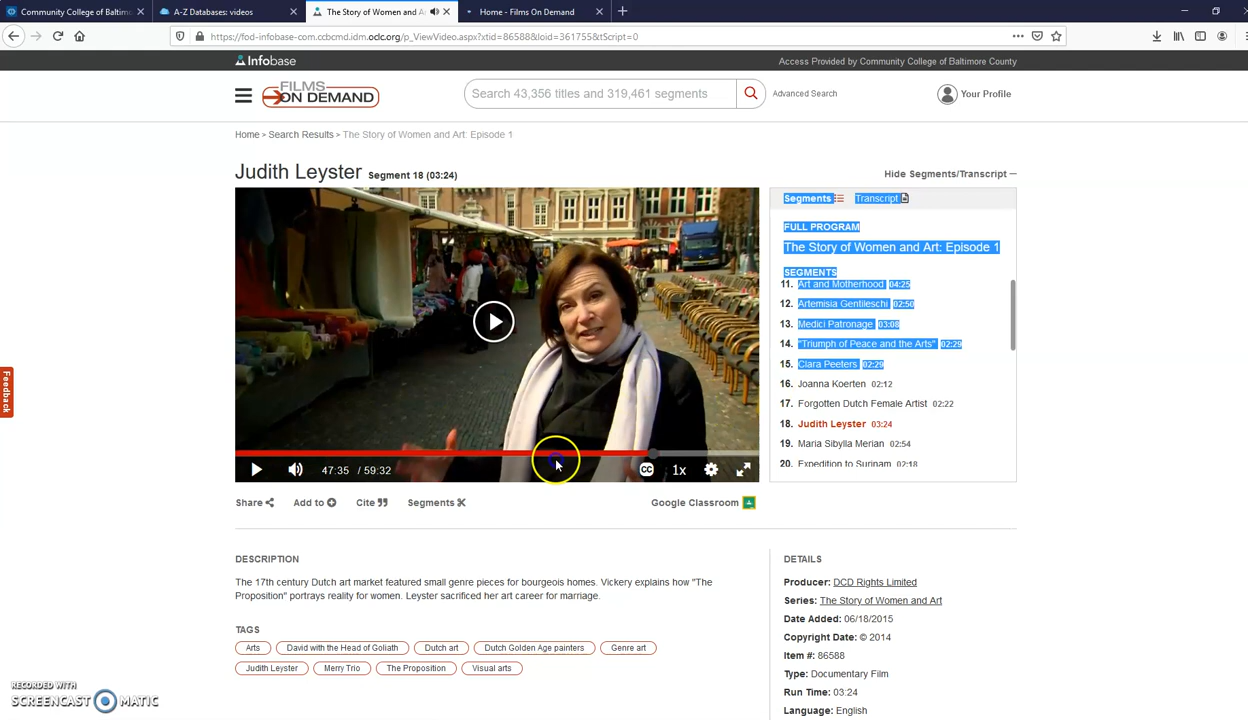 Community College of Baltim
A-Z Databases: videos
The Story of Women and A
Home - Films On Demand
https://fod-infobase-com.ccbcmd.idm.oclc.org/p_ViewVideo.aspx?xtid=86588&loid=361755&tScript=0
Infobase
Access Provided by Community College of Baltimore County
FILMS
ON DEMAND
Search 43,356 titles and 319,461 segments
Advanced Search
Your Profile
Home > Search Results > The Story of Women and Art: Episode 1
Judith Leyster Segment 18 (03:24)
Hide Segments/Transcript —
Segments
Transcript
FULL PROGRAM
The Story of Women and Art: Episode 1
SEGMENTS
11. Art and Motherhood 04:25
12. Artemisia Gentileschi 02:50
13. Medici Patronage 03:08
14. "Triumph of Peace and the Arts" 02:29
15. Clara Peeters 02:29
16. Joanna Koerten 02:12
17. Forgotten Dutch Female Artist 02:22
18. Judith Leyster 03:24
19. Maria Sibylla Merian 02:54
20. Expedition to Surinam 02:18
Feedback
47:35 / 59:32
CC
1x
Share
Add to
Cite
Segments
Google Classroom
DESCRIPTION
The 17th century Dutch art market featured small genre pieces for bourgeois homes. Vickery explains how "The
Proposition" portrays reality for women. Leyster sacrificed her art career for marriage.
TAGS
Arts
David with the Head of Goliath
Dutch art
Dutch Golden Age painters
Genre art
Judith Leyster
Merry Trio
The Proposition
Visual arts
DETAILS
Producer: DCD Rights Limited
Series: The Story of Women and Art
Date Added: 06/18/2015
Copyright Date: © 2014
Item #: 86588
Type: Documentary Film
Run Time: 03:24
Language: English
RECORDED WITH
SCREENCAST MATIC